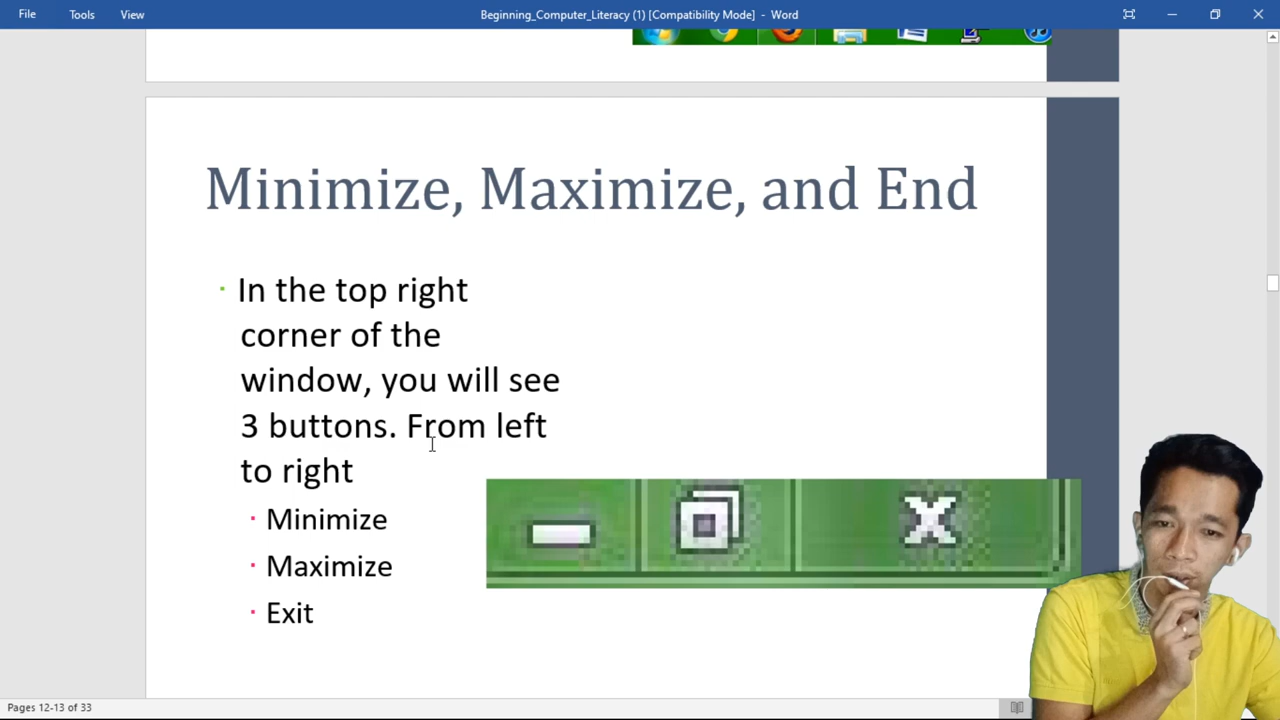 File Tools View Beginning_Computer_Literacy (1) [Compatibility Mode] - Word
Minimize, Maximize, and End
· In the top right
corner of the
window, you will see
3 buttons. From left
to right
· Minimize
· Maximize
· Exit
Pages 12-13 of 33